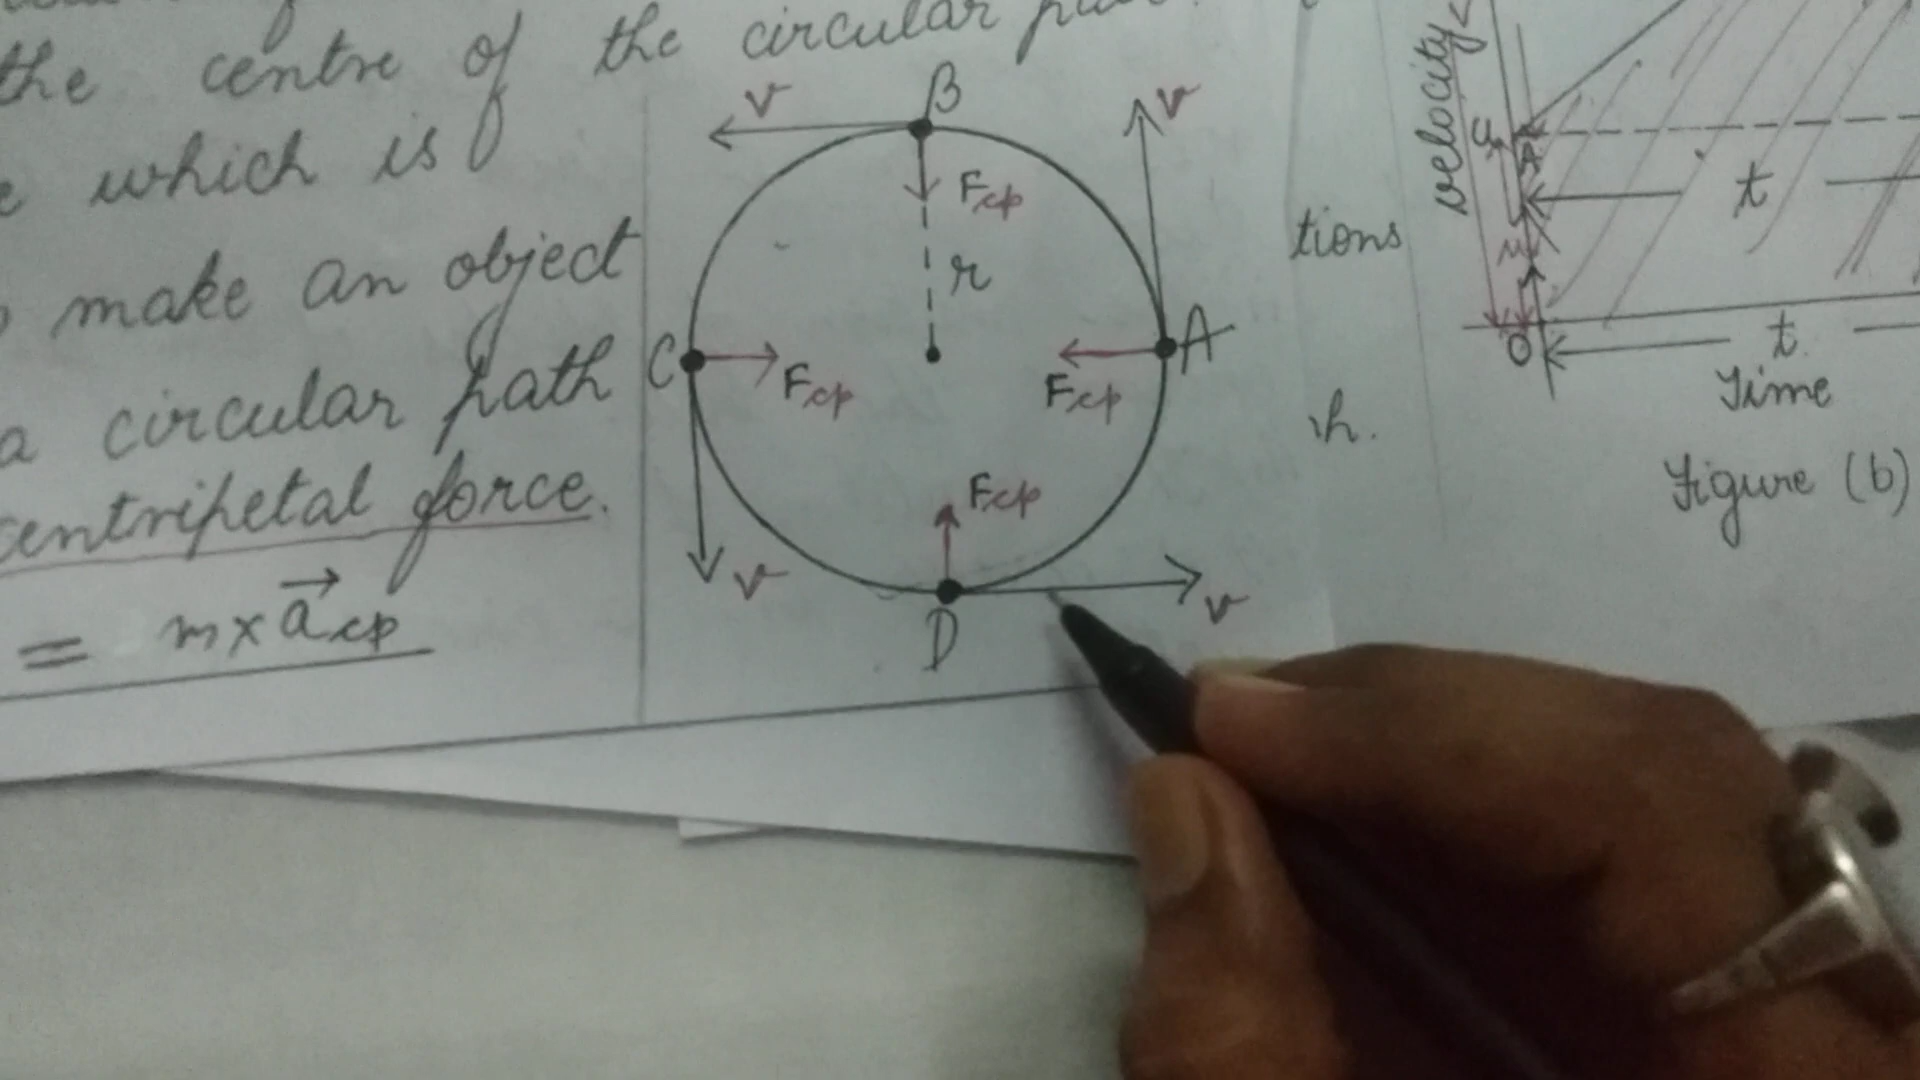 the centre of the circular
which is
make an object
a circular path
centripetal force.
= m x a⃗cp
B
v
v
Fcp
r
C
Fcp
Fcp
A
Fcp
v
D
v
tions
h.
velocity
A
t
O
t.
Time
Figure (b)